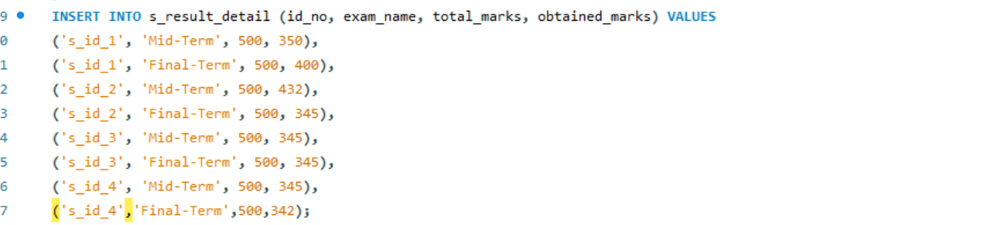 9 INSERT INTO s_result_detail (id_no, exam_name, total_marks, obtained_marks) VALUES
0 ('s_id_1', 'Mid-Term', 500, 350),
1 ('s_id_1', 'Final-Term', 500, 400),
2 ('s_id_2', 'Mid-Term', 500, 432),
3 ('s_id_2', 'Final-Term', 500, 345),
4 ('s_id_3', 'Mid-Term', 500, 345),
5 ('s_id_3', 'Final-Term', 500, 345),
6 ('s_id_4', 'Mid-Term', 500, 345),
7 ('s_id_4','Final-Term',500,342);